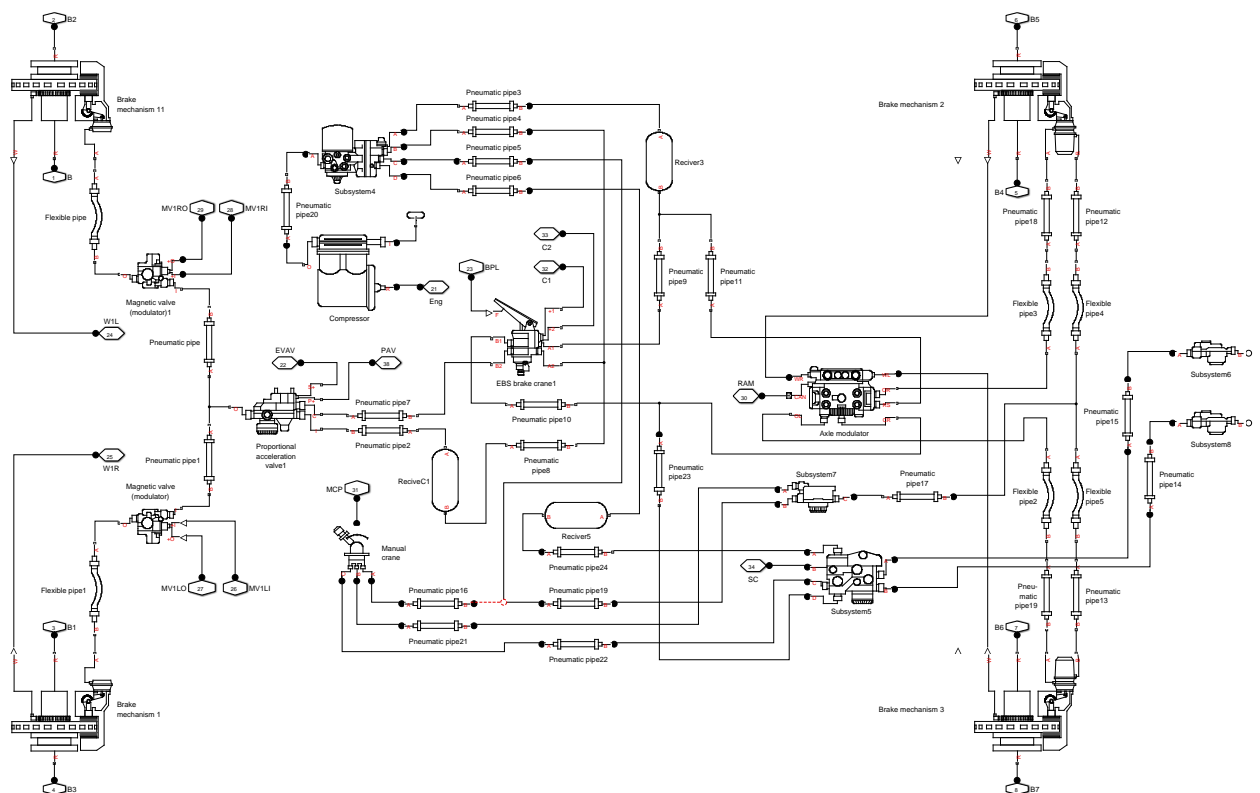 2
B2
Brake
mechanism 11
1
B
Flexible pipe
MV1RO
29
MV1RI
28
Magnetic valve
(modulator)1
W1L
24
Pneumatic pipe
Pneumatic pipe3
Pneumatic pipe4
Pneumatic pipe5
Pneumatic pipe6
Subsystem4
Pneumatic
pipe20
Compressor
21
Eng
23
BPL
33
C2
32
C1
EBS brake crane1
Reciver3
Pneumatic
pipe9
Pneumatic
pipe11
6
B5
Brake mechanism 2
B4
5
Pneumatic
pipe18
Pneumatic
pipe12
Flexible
pipe3
Flexible
pipe4
EVAV
22
PAV
38
Proportional
acceleration
valve1
Pneumatic pipe7
Pneumatic pipe2
ReciveC1
Pneumatic pipe10
Pneumatic
pipe8
Pneumatic
pipe23
RAM
30
Axle modulator
Pneumatic
pipe15
Subsystem6
Subsystem8
Pneumatic
pipe14
25
W1R
Pneumatic pipe1
Magnetic valve
(modulator)
Flexible pipe1
MV1LO
27
26
MV1LI
MCP
31
Manual
crane
Reciver5
Pneumatic pipe24
Subsystem7
Pneumatic
pipe17
Flexible
pipe2
Flexible
pipe5
34
SC
Subsystem5
Pneumatic pipe16
Pneumatic pipe19
Pneumatic pipe21
Pneumatic pipe22
Pneu-
matic
pipe19
Pneumatic
pipe13
3
B1
Brake
mechanism 1
4
B3
B6
7
Brake mechanism 3
8
B7